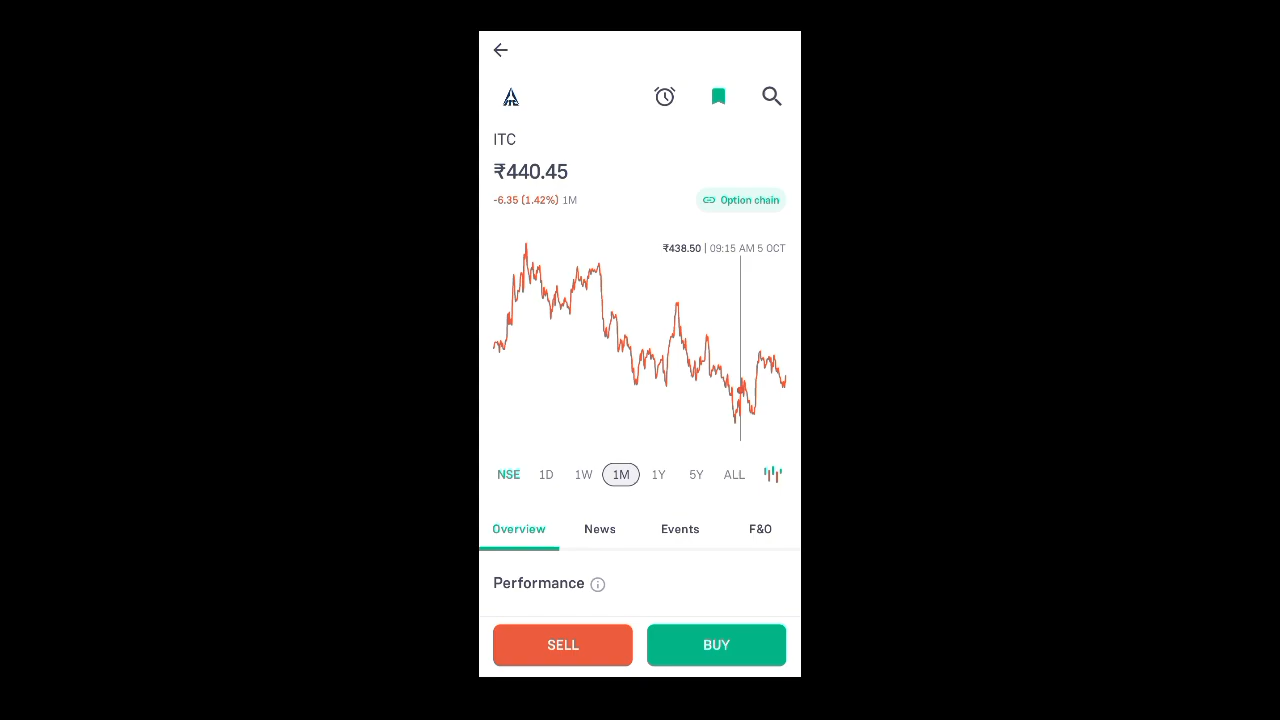 ITC
ITC
₹440.45
-6.35 (1.42%) 1M
Option chain
₹438.50 | 09:15 AM 5 OCT
NSE 1D 1W 1M 1Y 5Y ALL
Overview News Events F&O
Performance
SELL BUY